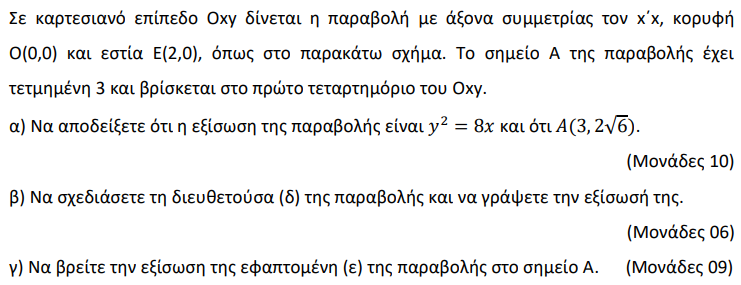 Σε καρτεσιανό επίπεδο Οxy δίνεται η παραβολή με άξονα συμμετρίας τον x΄x, κορυφή
Ο(0,0) και εστία Ε(2,0), όπως στο παρακάτω σχήμα. Το σημείο Α της παραβολής έχει
τετμημένη 3 και βρίσκεται στο πρώτο τεταρτημόριο του Οxy.
α) Να αποδείξετε ότι η εξίσωση της παραβολής είναι $y^2 = 8x$ και ότι $A(3, 2\sqrt{6})$.
(Μονάδες 10)
β) Να σχεδιάσετε τη διευθετούσα (δ) της παραβολής και να γράψετε την εξίσωσή της.
(Μονάδες 06)
γ) Να βρείτε την εξίσωση της εφαπτομένη (ε) της παραβολής στο σημείο Α. (Μονάδες 09)